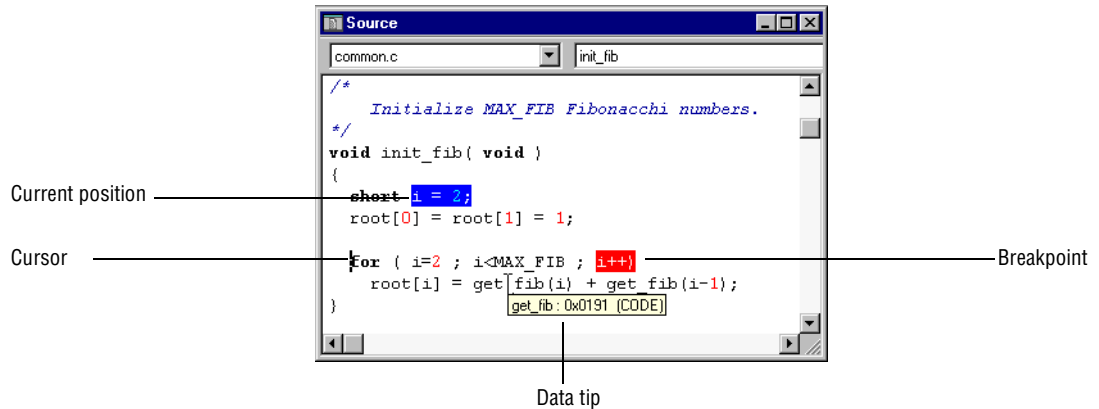 Source
common.c init_fib
/*
Initialize MAX_FIB Fibonacci numbers.
*/
void init_fib( void )
{
Current position
short i = 2;
root[0] = root[1] = 1;
Cursor
for ( i=2 ; i<MAX_FIB ; i++)
Breakpoint
root[i] = get_fib(i) + get_fib(i-1);
}
get_fib : 0x0191 (CODE)
Data tip